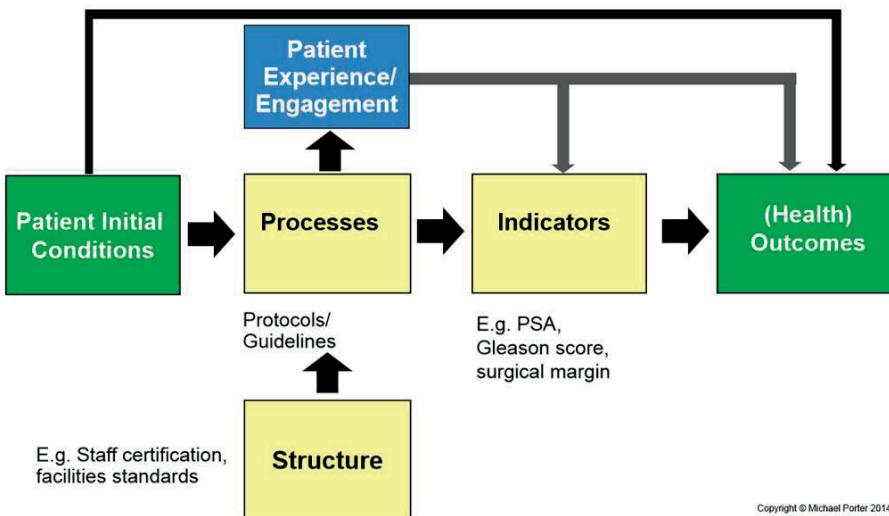 Patient
Experience/
Engagement
Patient Initial
Conditions
Processes
Indicators
(Health)
Outcomes
Protocols/
Guidelines
E.g. PSA,
Gleason score,
surgical margin
E.g. Staff certification,
facilities standards
Structure
Copyright © Michael Porter 2014